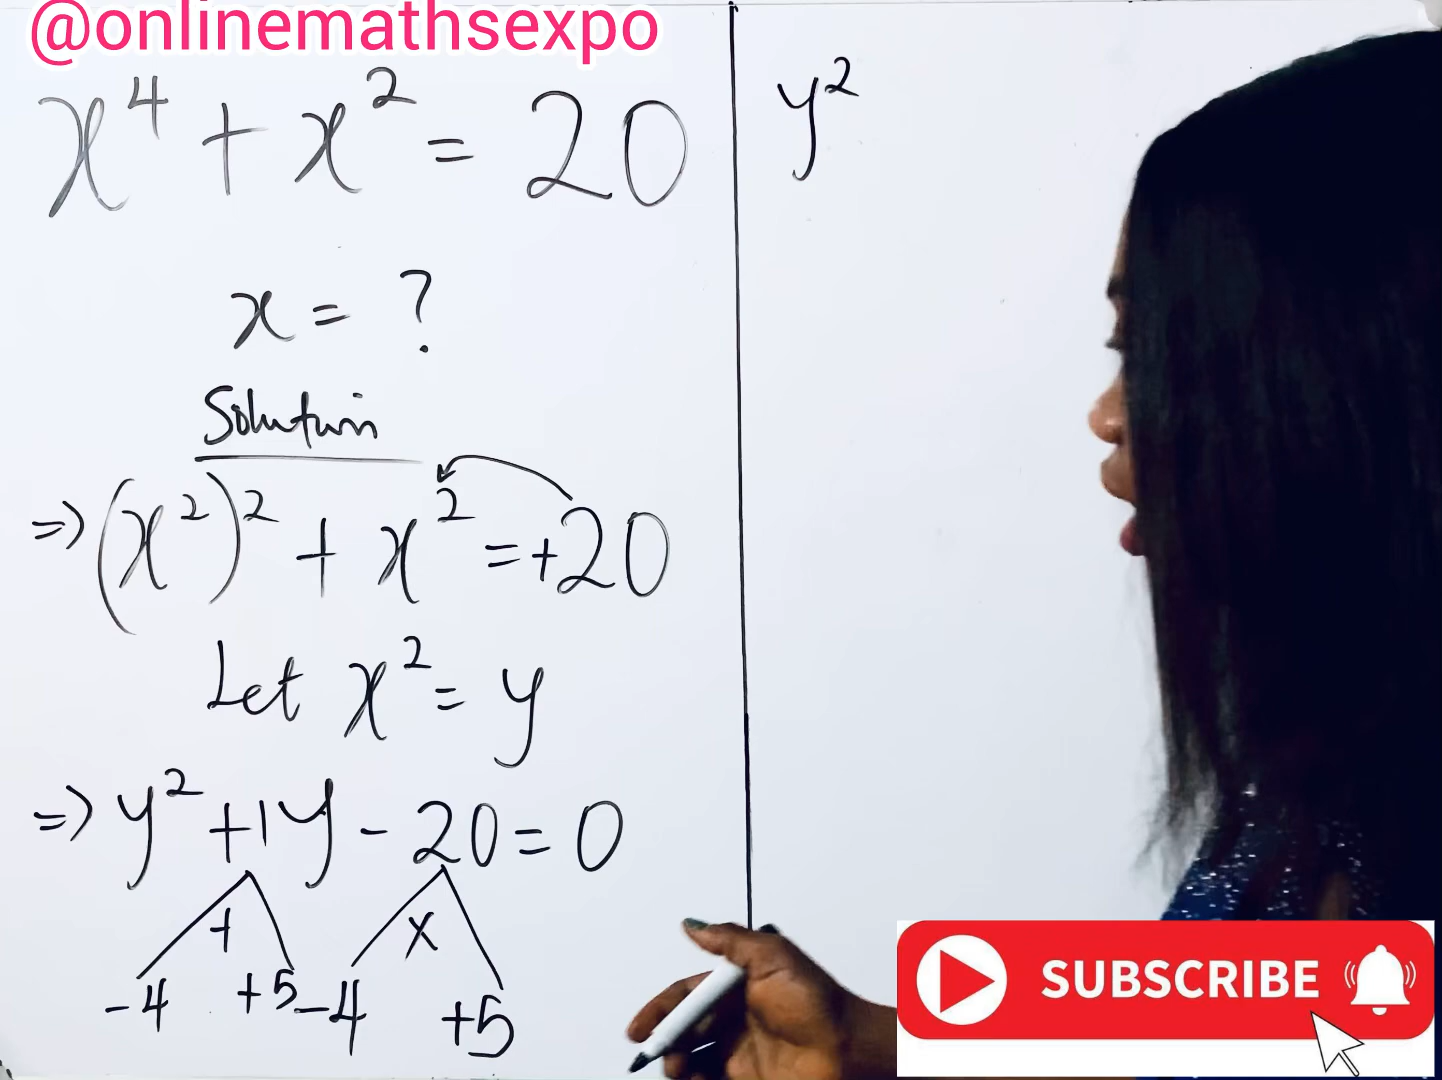 @onlinemathsexpo
x⁴ + x² = 20
x = ?
Solution
=> (x²)² + x² = +20
Let x² = y
=> y² + 1y - 20 = 0
+ x
-4 +5 -4 +5
y²
SUBSCRIBE